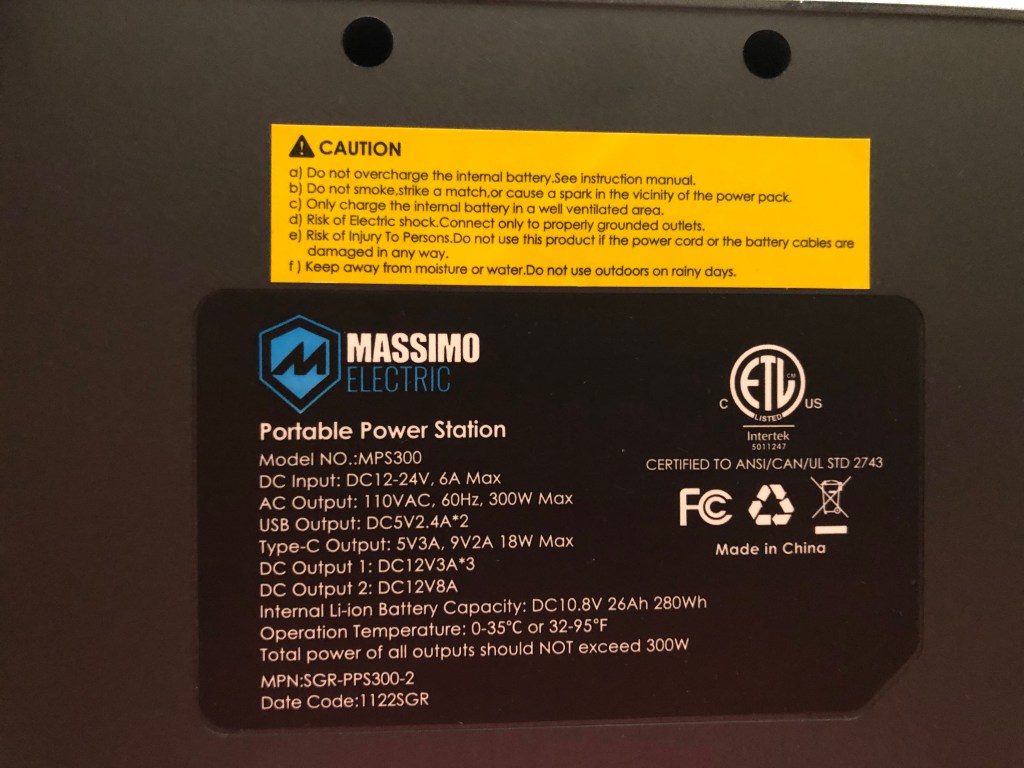 CAUTION
a) Do not overcharge the internal battery.See instruction manual.
b) Do not smoke,strike a match,or cause a spark in the vicinity of the power pack.
c) Only charge the internal battery in a well ventilated area.
d) Risk of Electric shock.Connect only to properly grounded outlets.
e) Risk of Injury To Persons.Do not use this product if the power cord or the battery cables are
damaged in any way.
f ) Keep away from moisture or water.Do not use outdoors on rainy days.
MASSIMO
ELECTRIC
Portable Power Station
Model NO.:MPS300
DC Input: DC12-24V, 6A Max
AC Output: 110VAC, 60Hz, 300W Max
USB Output: DC5V2.4A*2
Type-C Output: 5V3A, 9V2A 18W Max
DC Output 1: DC12V3A*3
DC Output 2: DC12V8A
Internal Li-ion Battery Capacity: DC10.8V 26Ah 280Wh
Operation Temperature: 0-35°C or 32-95°F
Total power of all outputs should NOT exceed 300W
MPN:SGR-PPS300-2
Date Code:1122SGR
ETL CM
LISTED
C US
Intertek
5011247
CERTIFIED TO ANSI/CAN/UL STD 2743
FC
Made in China